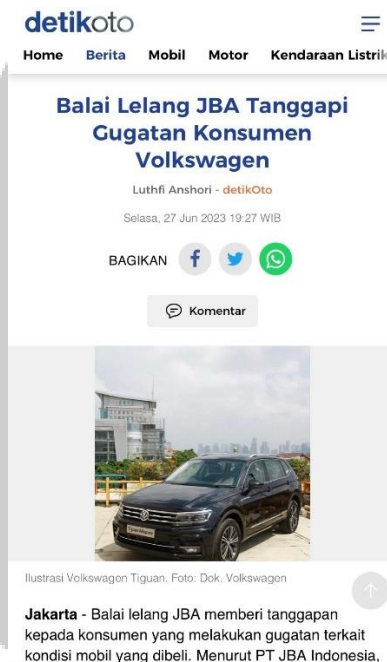 detikoto
Home Berita Mobil Motor Kendaraan Listrik
Balai Lelang JBA Tanggapi
Gugatan Konsumen
Volkswagen
Luthfi Anshori - detikOto
Selasa, 27 Jun 2023 19:27 WIB
BAGIKAN
Komentar
Ilustrasi Volkswagen Tiguan. Foto: Dok. Volkswagen
Jakarta - Balai lelang JBA memberi tanggapan
kepada konsumen yang melakukan gugatan terkait
kondisi mobil yang dibeli. Menurut PT JBA Indonesia,